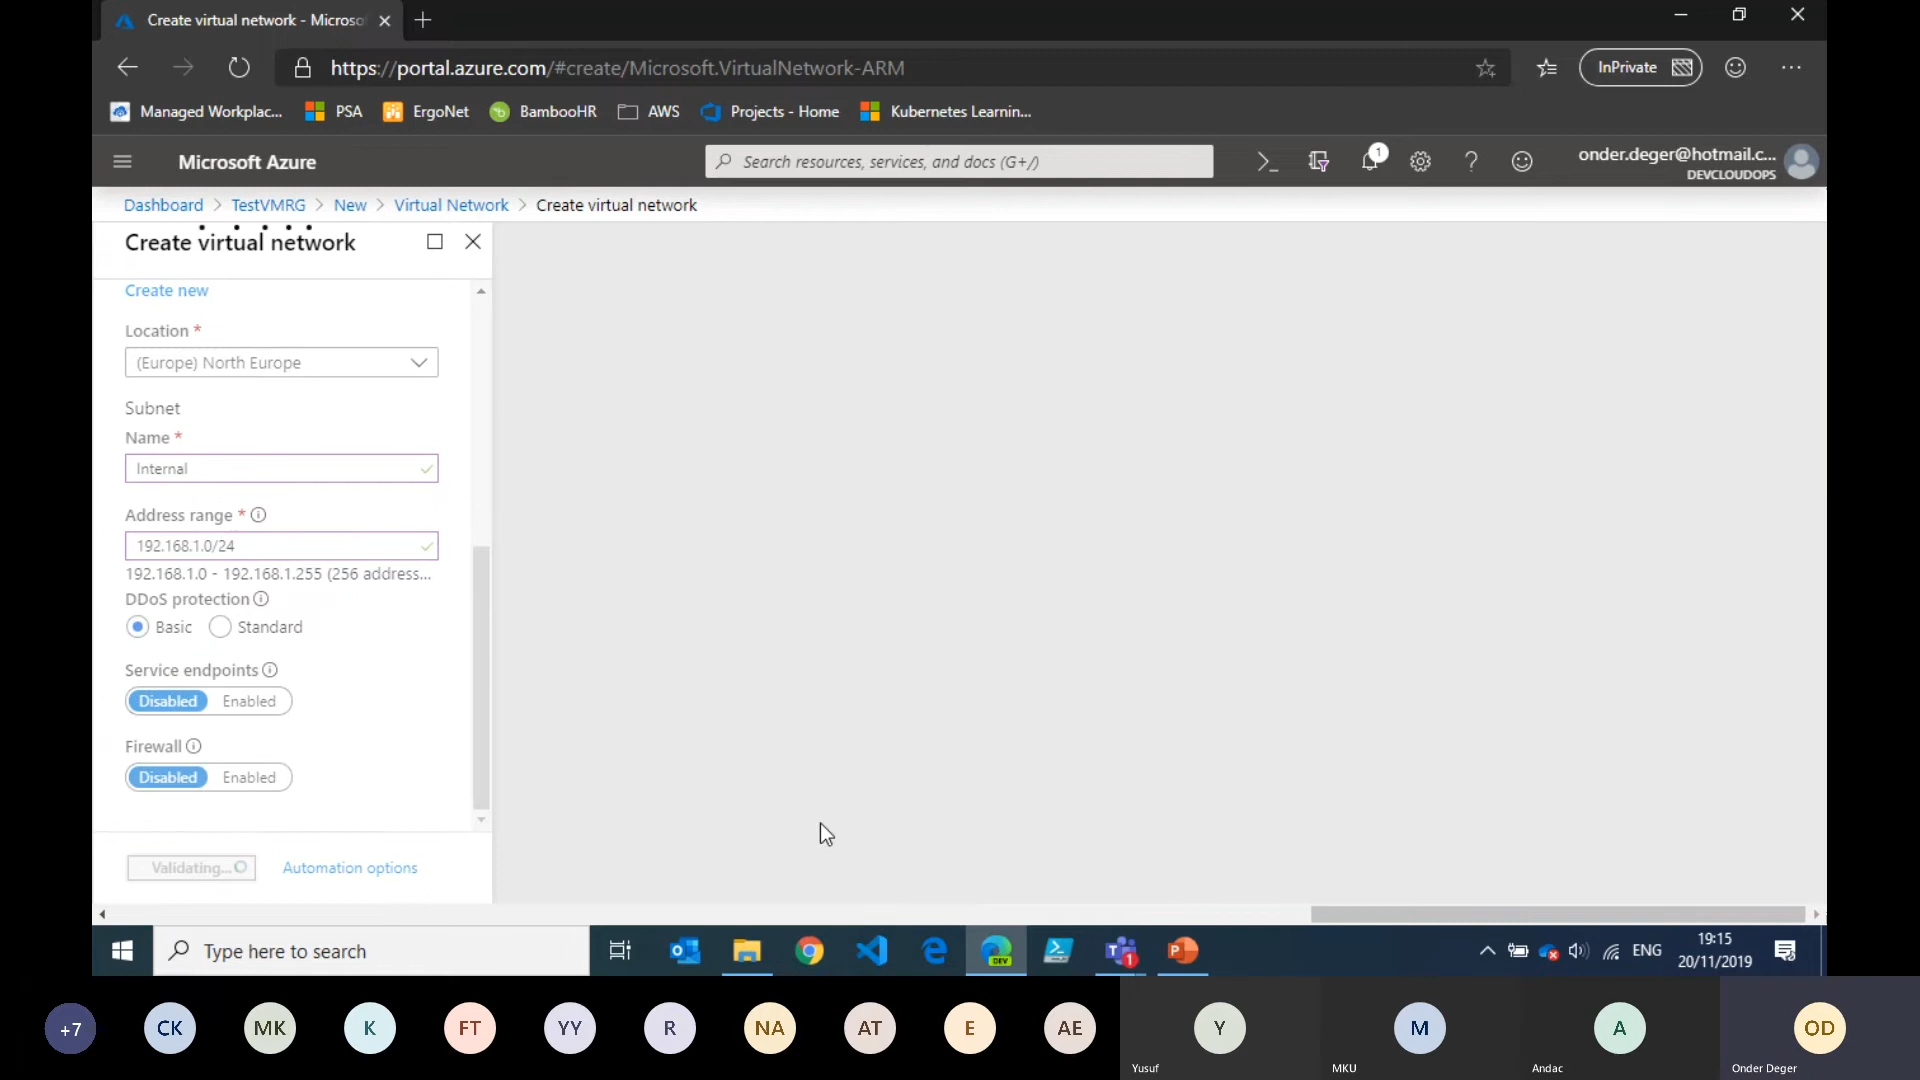 Create virtual network - Microso
https://portal.azure.com/#create/Microsoft.VirtualNetwork-ARM
InPrivate
Managed Workplac...
PSA
ErgoNet
BambooHR
AWS
Projects - Home
Kubernetes Learnin...
Microsoft Azure
Search resources, services, and docs (G+/)
1
onder.deger@hotmail.c...
DEVCLOUDOPS
Dashboard > TestVMRG > New > Virtual Network > Create virtual network
Create virtual network
Create new
Location *
(Europe) North Europe
Subnet
Name *
Internal
Address range *
192.168.1.0/24
192.168.1.0 - 192.168.1.255 (256 address...
DDoS protection
Basic Standard
Service endpoints
Disabled Enabled
Firewall
Disabled Enabled
Validating...
Automation options
Type here to search
DEV
1
ENG
19:15
20/11/2019
+7
CK
MK
K
FT
YY
R
NA
AT
E
AE
Y
Yusuf
M
MKU
A
Andac
OD
Onder Deger